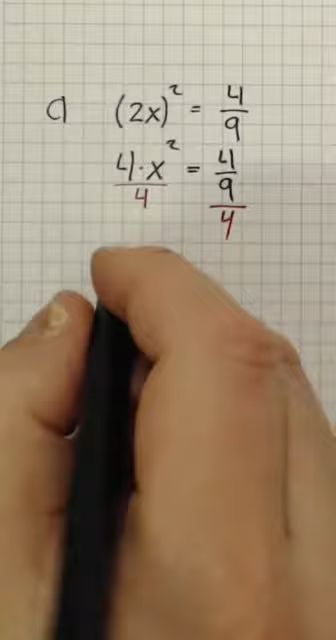 c) (2x)² = 4/9
4·x²/4 = 4/9/4